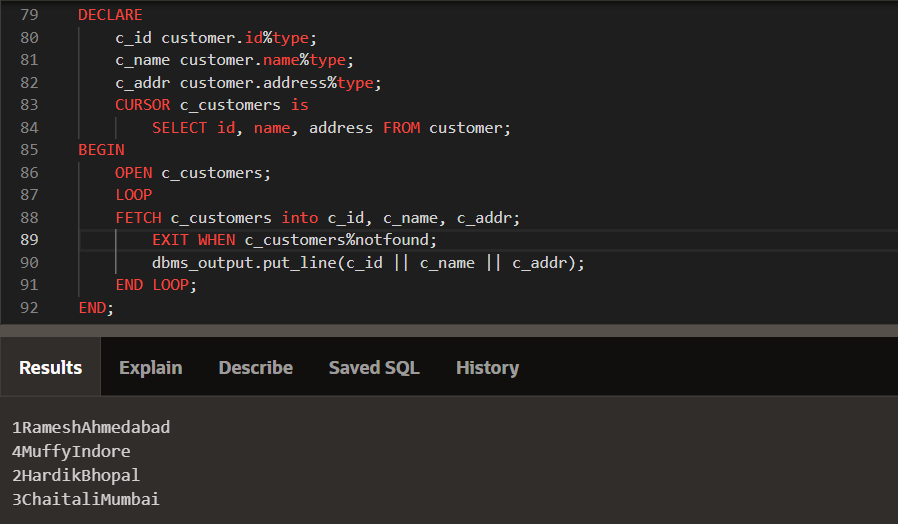 79 DECLARE
80 c_id customer.id%type;
81 c_name customer.name%type;
82 c_addr customer.address%type;
83 CURSOR c_customers is
84 SELECT id, name, address FROM customer;
85 BEGIN
86 OPEN c_customers;
87 LOOP
88 FETCH c_customers into c_id, c_name, c_addr;
89 EXIT WHEN c_customers%notfound;
90 dbms_output.put_line(c_id || c_name || c_addr);
91 END LOOP;
92 END;
Results Explain Describe Saved SQL History
1RameshAhmedabad
4MuffyIndore
2HardikBhopal
3ChaitaliMumbai